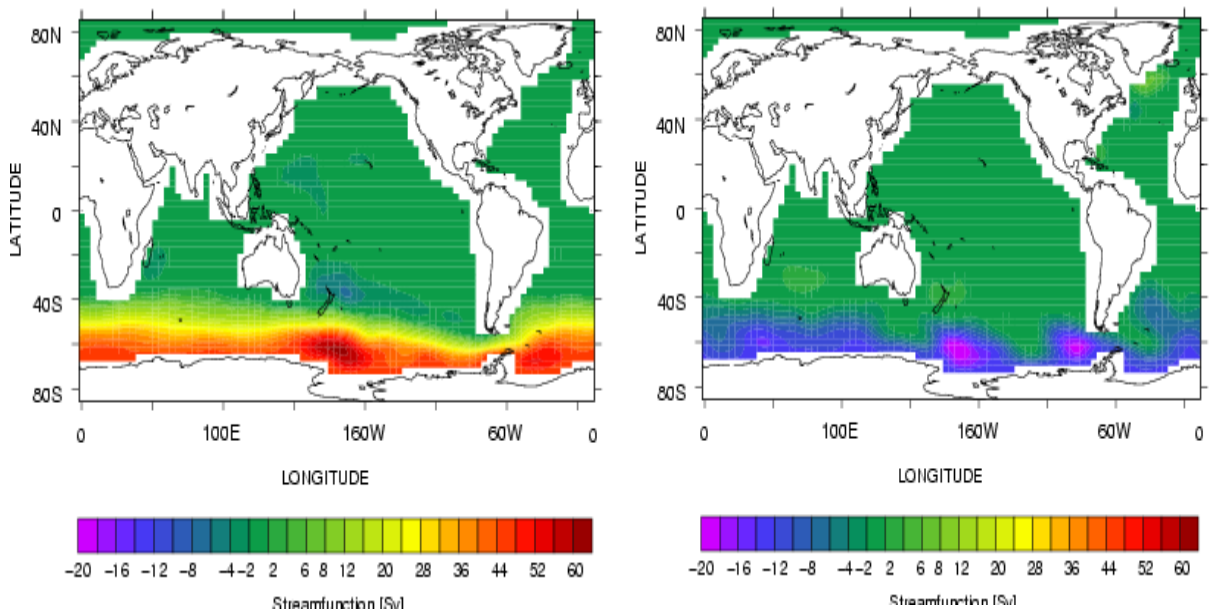 80N
40N
0
40S
80S
LATITUDE
0 100E 160W 60W 0
LONGITUDE
-20 -16 -12 -8 -4 -2 2 6 8 12 20 28 36 44 52 60
Streamfunction [Sv]
80N
40N
0
40S
80S
LATITUDE
0 100E 160W 60W 0
LONGITUDE
-20 -16 -12 -8 -4 -2 2 6 8 12 20 28 36 44 52 60
Streamfunction [Sv]